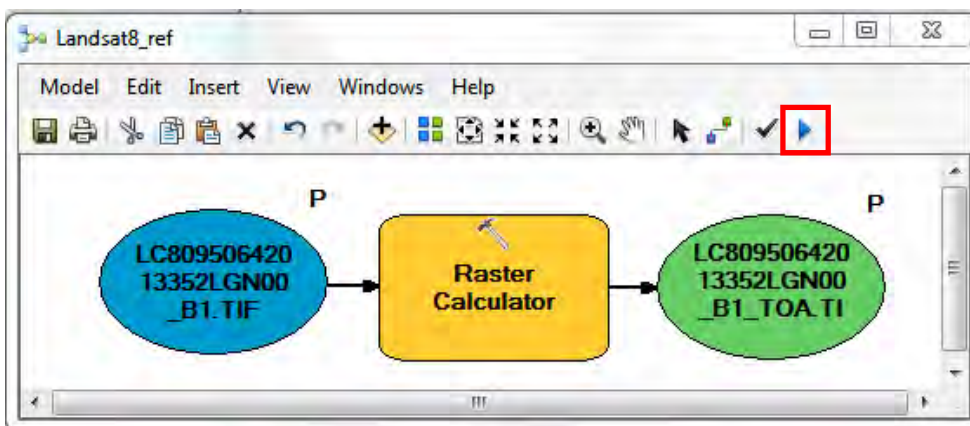 Landsat8_ref
Model Edit Insert View Windows Help
P
P
LC809506420
13352LGN00
_B1.TIF
Raster
Calculator
LC809506420
13352LGN00
_B1_TOA.TI